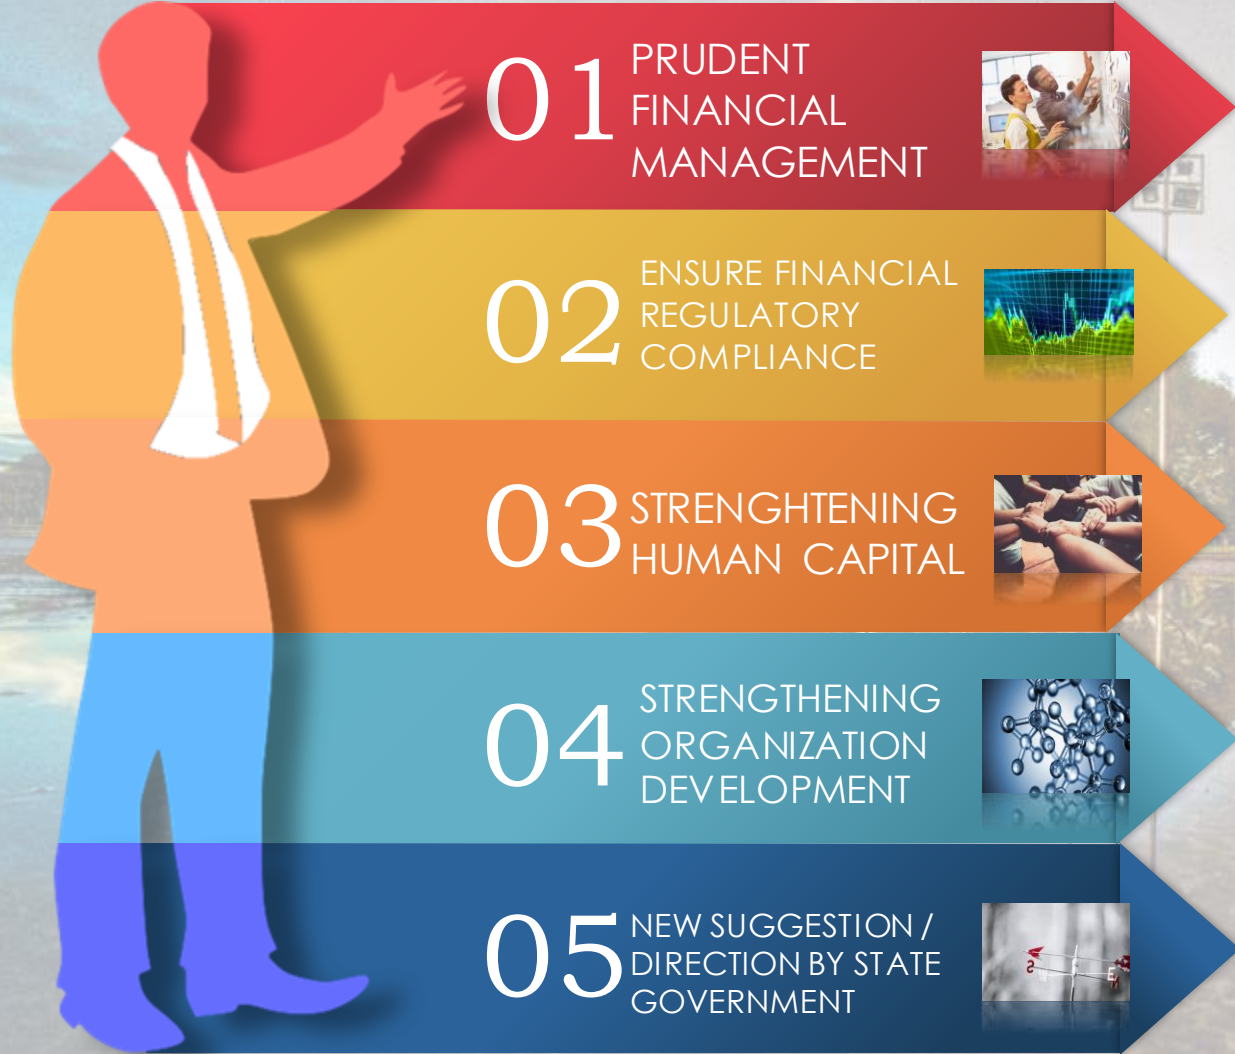 01
PRUDENT
FINANCIAL
MANAGEMENT
02
ENSURE FINANCIAL
REGULATORY
COMPLIANCE
03
STRENGHTENING
HUMAN CAPITAL
04
STRENGTHENING
ORGANIZATION
DEVELOPMENT
05
NEW SUGGESTION /
DIRECTION BY STATE
GOVERNMENT
S
W
E
N